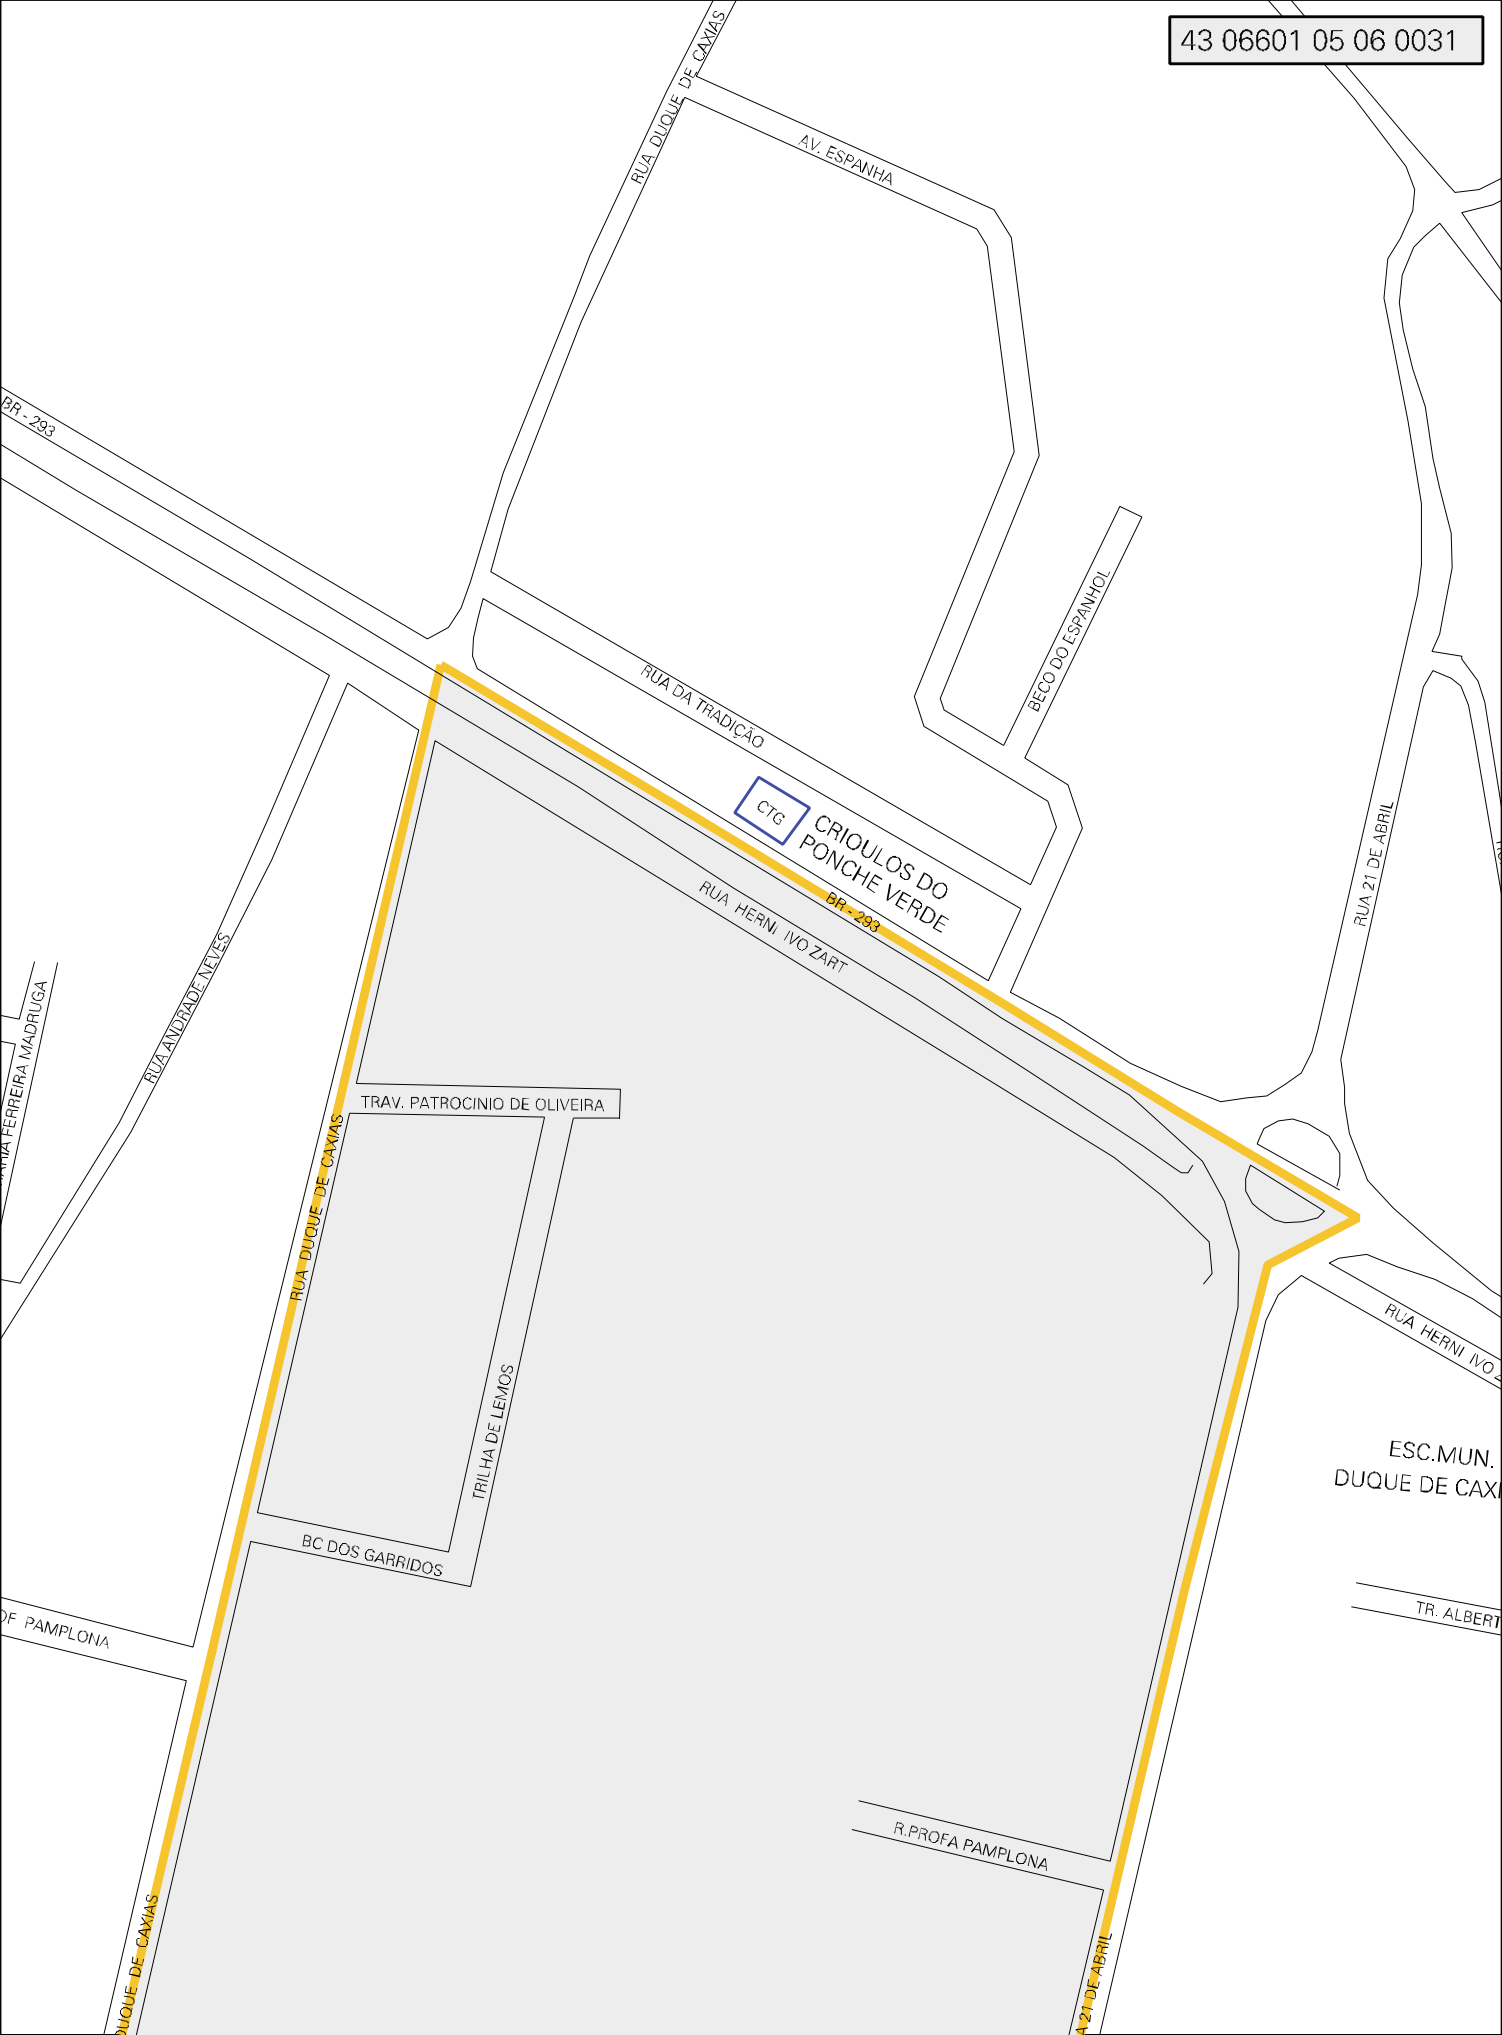 43 06601 05 06 0031
RUA DUQUE DE CAXIAS
AV. ESPANHA
BR - 293
BECO DO ESPANHOL
RUA DA TRADIÇÃO
CTG
CRIOULOS DO
PONCHE VERDE
BR - 293
RUA HERNI IVO ZART
RUA 21 DE ABRIL
RUA ANDRADE NEVES
FERREIRA MADRUGA
TRAV. PATROCINIO DE OLIVEIRA
RUA DUQUE DE CAXIAS
TRILHA DE LEMOS
RUA HERNI IVO
ESC.MUN.
DUQUE DE CAXI
BC DOS GARRIDOS
PAMPLONA
TR. ALBERT
R.PROFA PAMPLONA
DUQUE DE CAXIAS
A 21 DE ABRIL